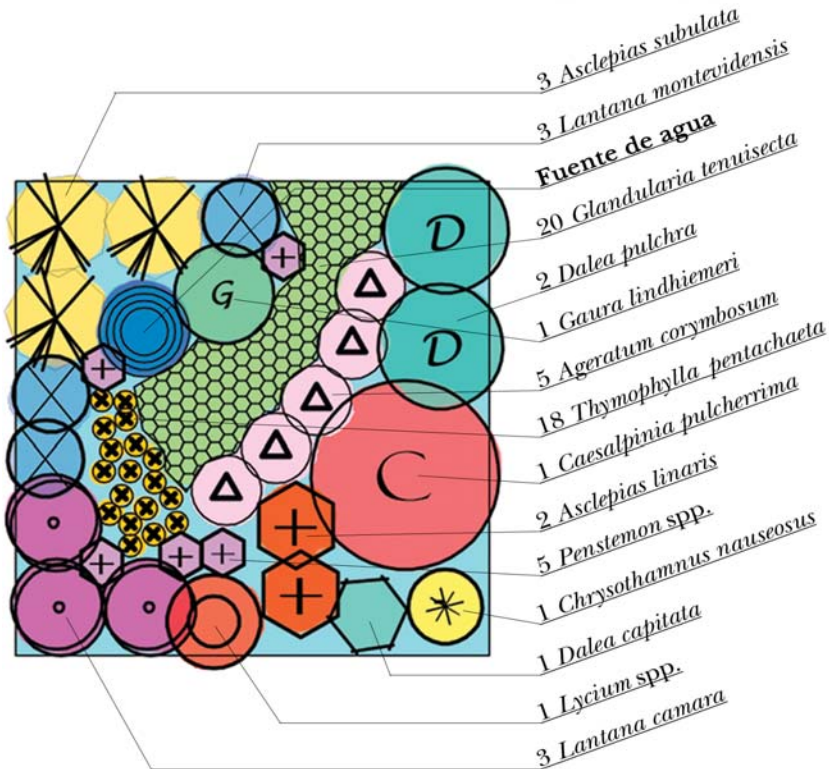 3 Asclepias subulata
3 Lantana montevidensis
Fuente de agua
20 Glandularia tenuisecta
2 Dalea pulchra
1 Gaura lindhiemeri
5 Ageratum corymbosum
18 Thymophylla pentachaeta
1 Caesalpinia pulcherrima
2 Asclepias linaris
5 Penstemon spp.
1 Chrysothamnus nauseosus
1 Dalea capitata
1 Lycium spp.
3 Lantana camara
D
G
D
C